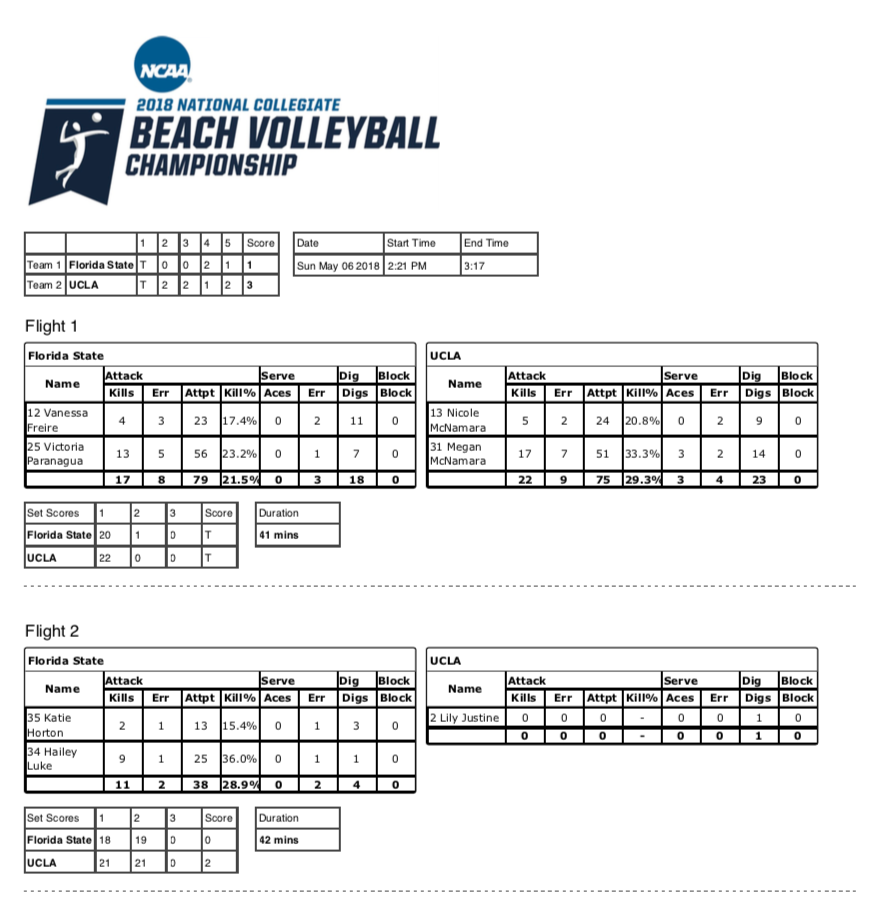 NCAA
2018 NATIONAL COLLEGIATE
BEACH VOLLEYBALL
CHAMPIONSHIP
1 2 3 4 5 Score
Team 1 Florida State T 0 0 2 1 1
Team 2 UCLA T 2 2 1 2 3
Date Start Time End Time
Sun May 06 2018 2:21 PM 3:17
Flight 1
Florida State
Name Attack Serve Dig Block
Kills Err Attpt Kill% Aces Err Digs Block
12 Vanessa
Freire 4 3 23 17.4% 0 2 11 0
25 Victoria
Paranagua 13 5 56 23.2% 0 1 7 0
17 8 79 21.5% 0 3 18 0
UCLA
Name Attack Serve Dig Block
Kills Err Attpt Kill% Aces Err Digs Block
13 Nicole
McNamara 5 2 24 20.8% 0 2 9 0
31 Megan
McNamara 17 7 51 33.3% 3 2 14 0
22 9 75 29.3% 3 4 23 0
Set Scores 1 2 3 Score
Florida State 20 1 0 T
UCLA 22 0 0 T
Duration
41 mins
Flight 2
Florida State
Name Attack Serve Dig Block
Kills Err Attpt Kill% Aces Err Digs Block
35 Katie
Horton 2 1 13 15.4% 0 1 3 0
34 Hailey
Luke 9 1 25 36.0% 0 1 1 0
11 2 38 28.9% 0 2 4 0
UCLA
Name Attack Serve Dig Block
Kills Err Attpt Kill% Aces Err Digs Block
2 Lily Justine 0 0 0 - 0 0 1 0
0 0 0 - 0 0 1 0
Set Scores 1 2 3 Score
Florida State 18 19 0 0
UCLA 21 21 0 2
Duration
42 mins